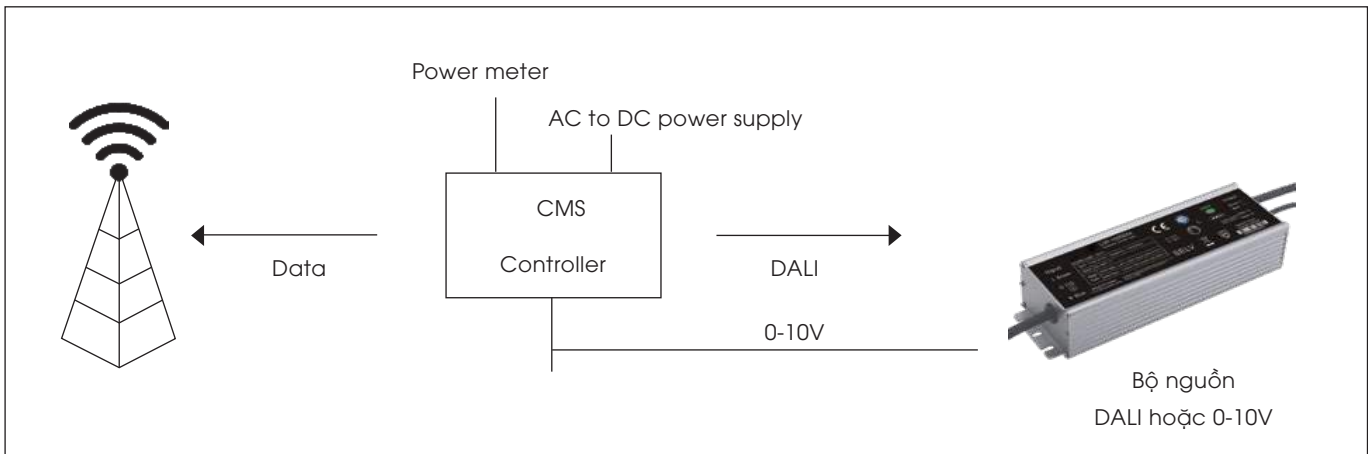 Power meter
AC to DC power supply
CMS
Controller
Data
DALI
0-10V
Bộ nguồn
DALI hoặc 0-10V